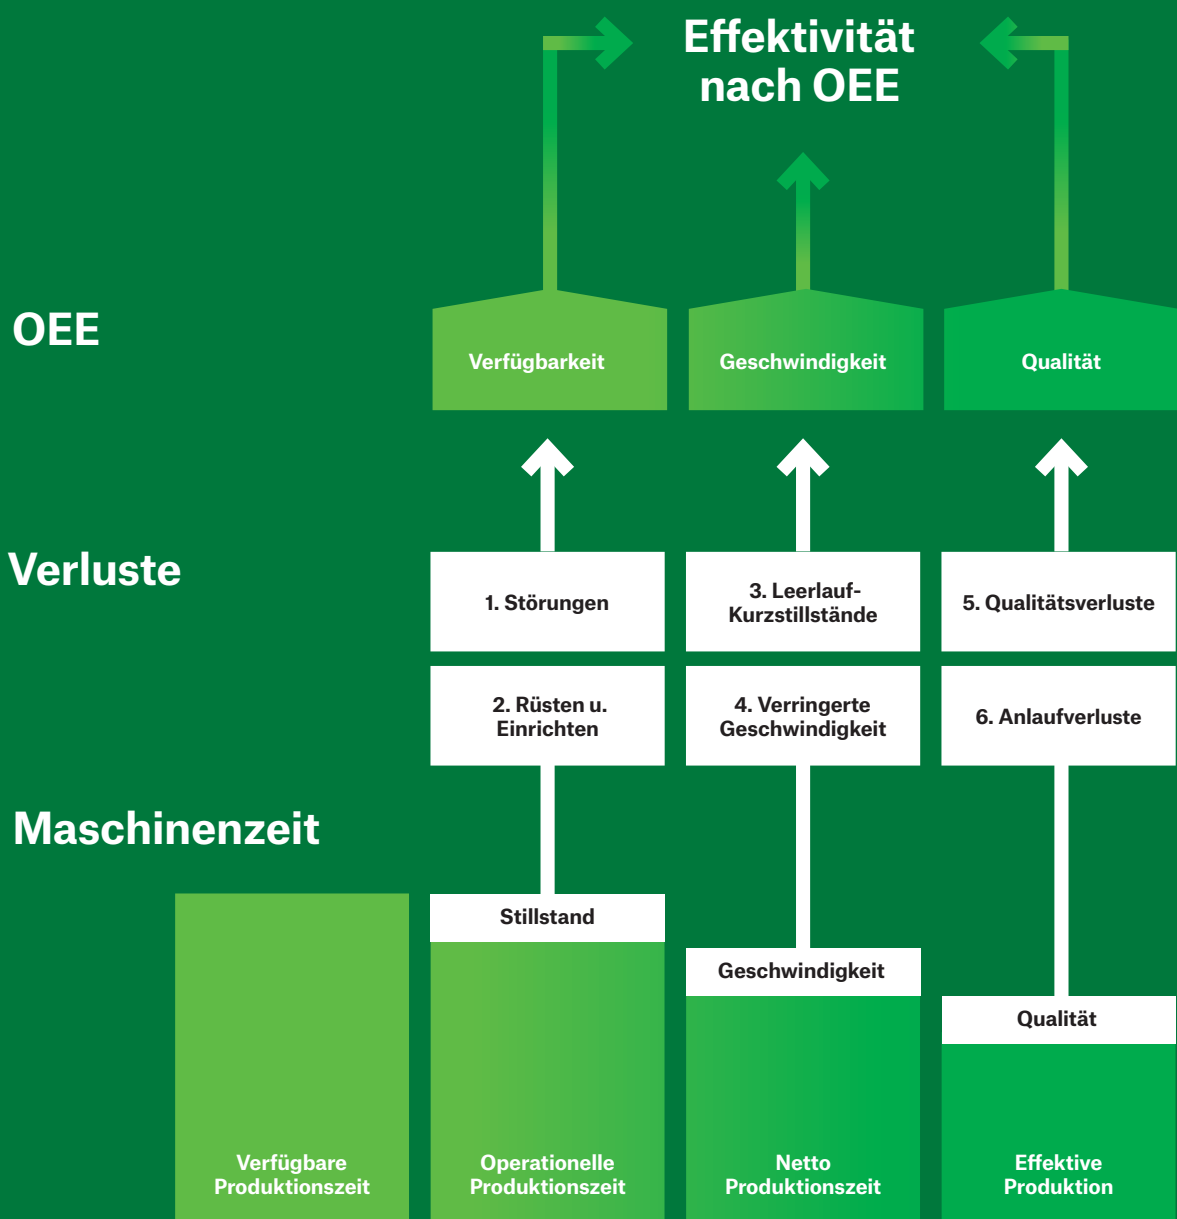 Effektivität
nach OEE
OEE
Verfügbarkeit
Geschwindigkeit
Qualität
Verluste
1. Störungen
3. Leerlauf-
Kurzstillstände
5. Qualitätsverluste
2. Rüsten u.
Einrichten
4. Verringerte
Geschwindigkeit
6. Anlaufverluste
Maschinenzeit
Stillstand
Geschwindigkeit
Qualität
Verfügbare
Produktionszeit
Operationelle
Produktionszeit
Netto
Produktionszeit
Effektive
Produktion